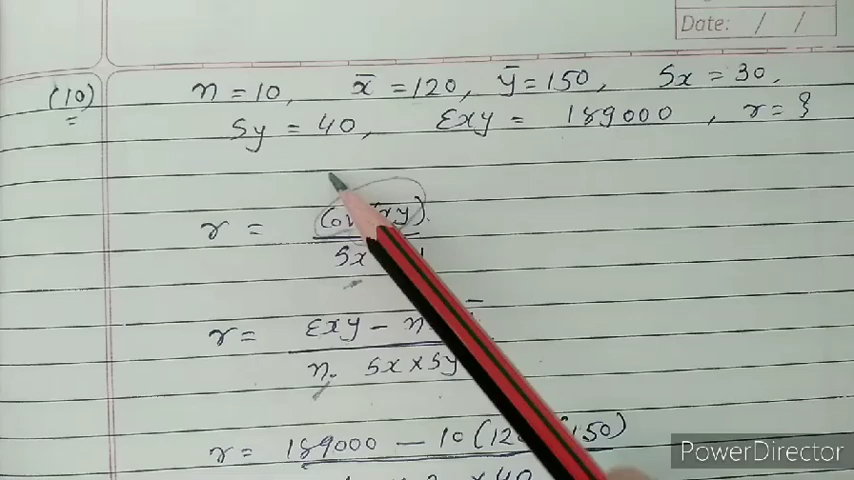 Date: / /
(10) n = 10, x̄ = 120, ȳ = 150, Sx = 30,
Sy = 40, Σxy = 189000, r = ?
r =
Sx
r = Σxy - n
n. Sx × Sy
r = 189000 - 10(12 150)
×40
PowerDirector